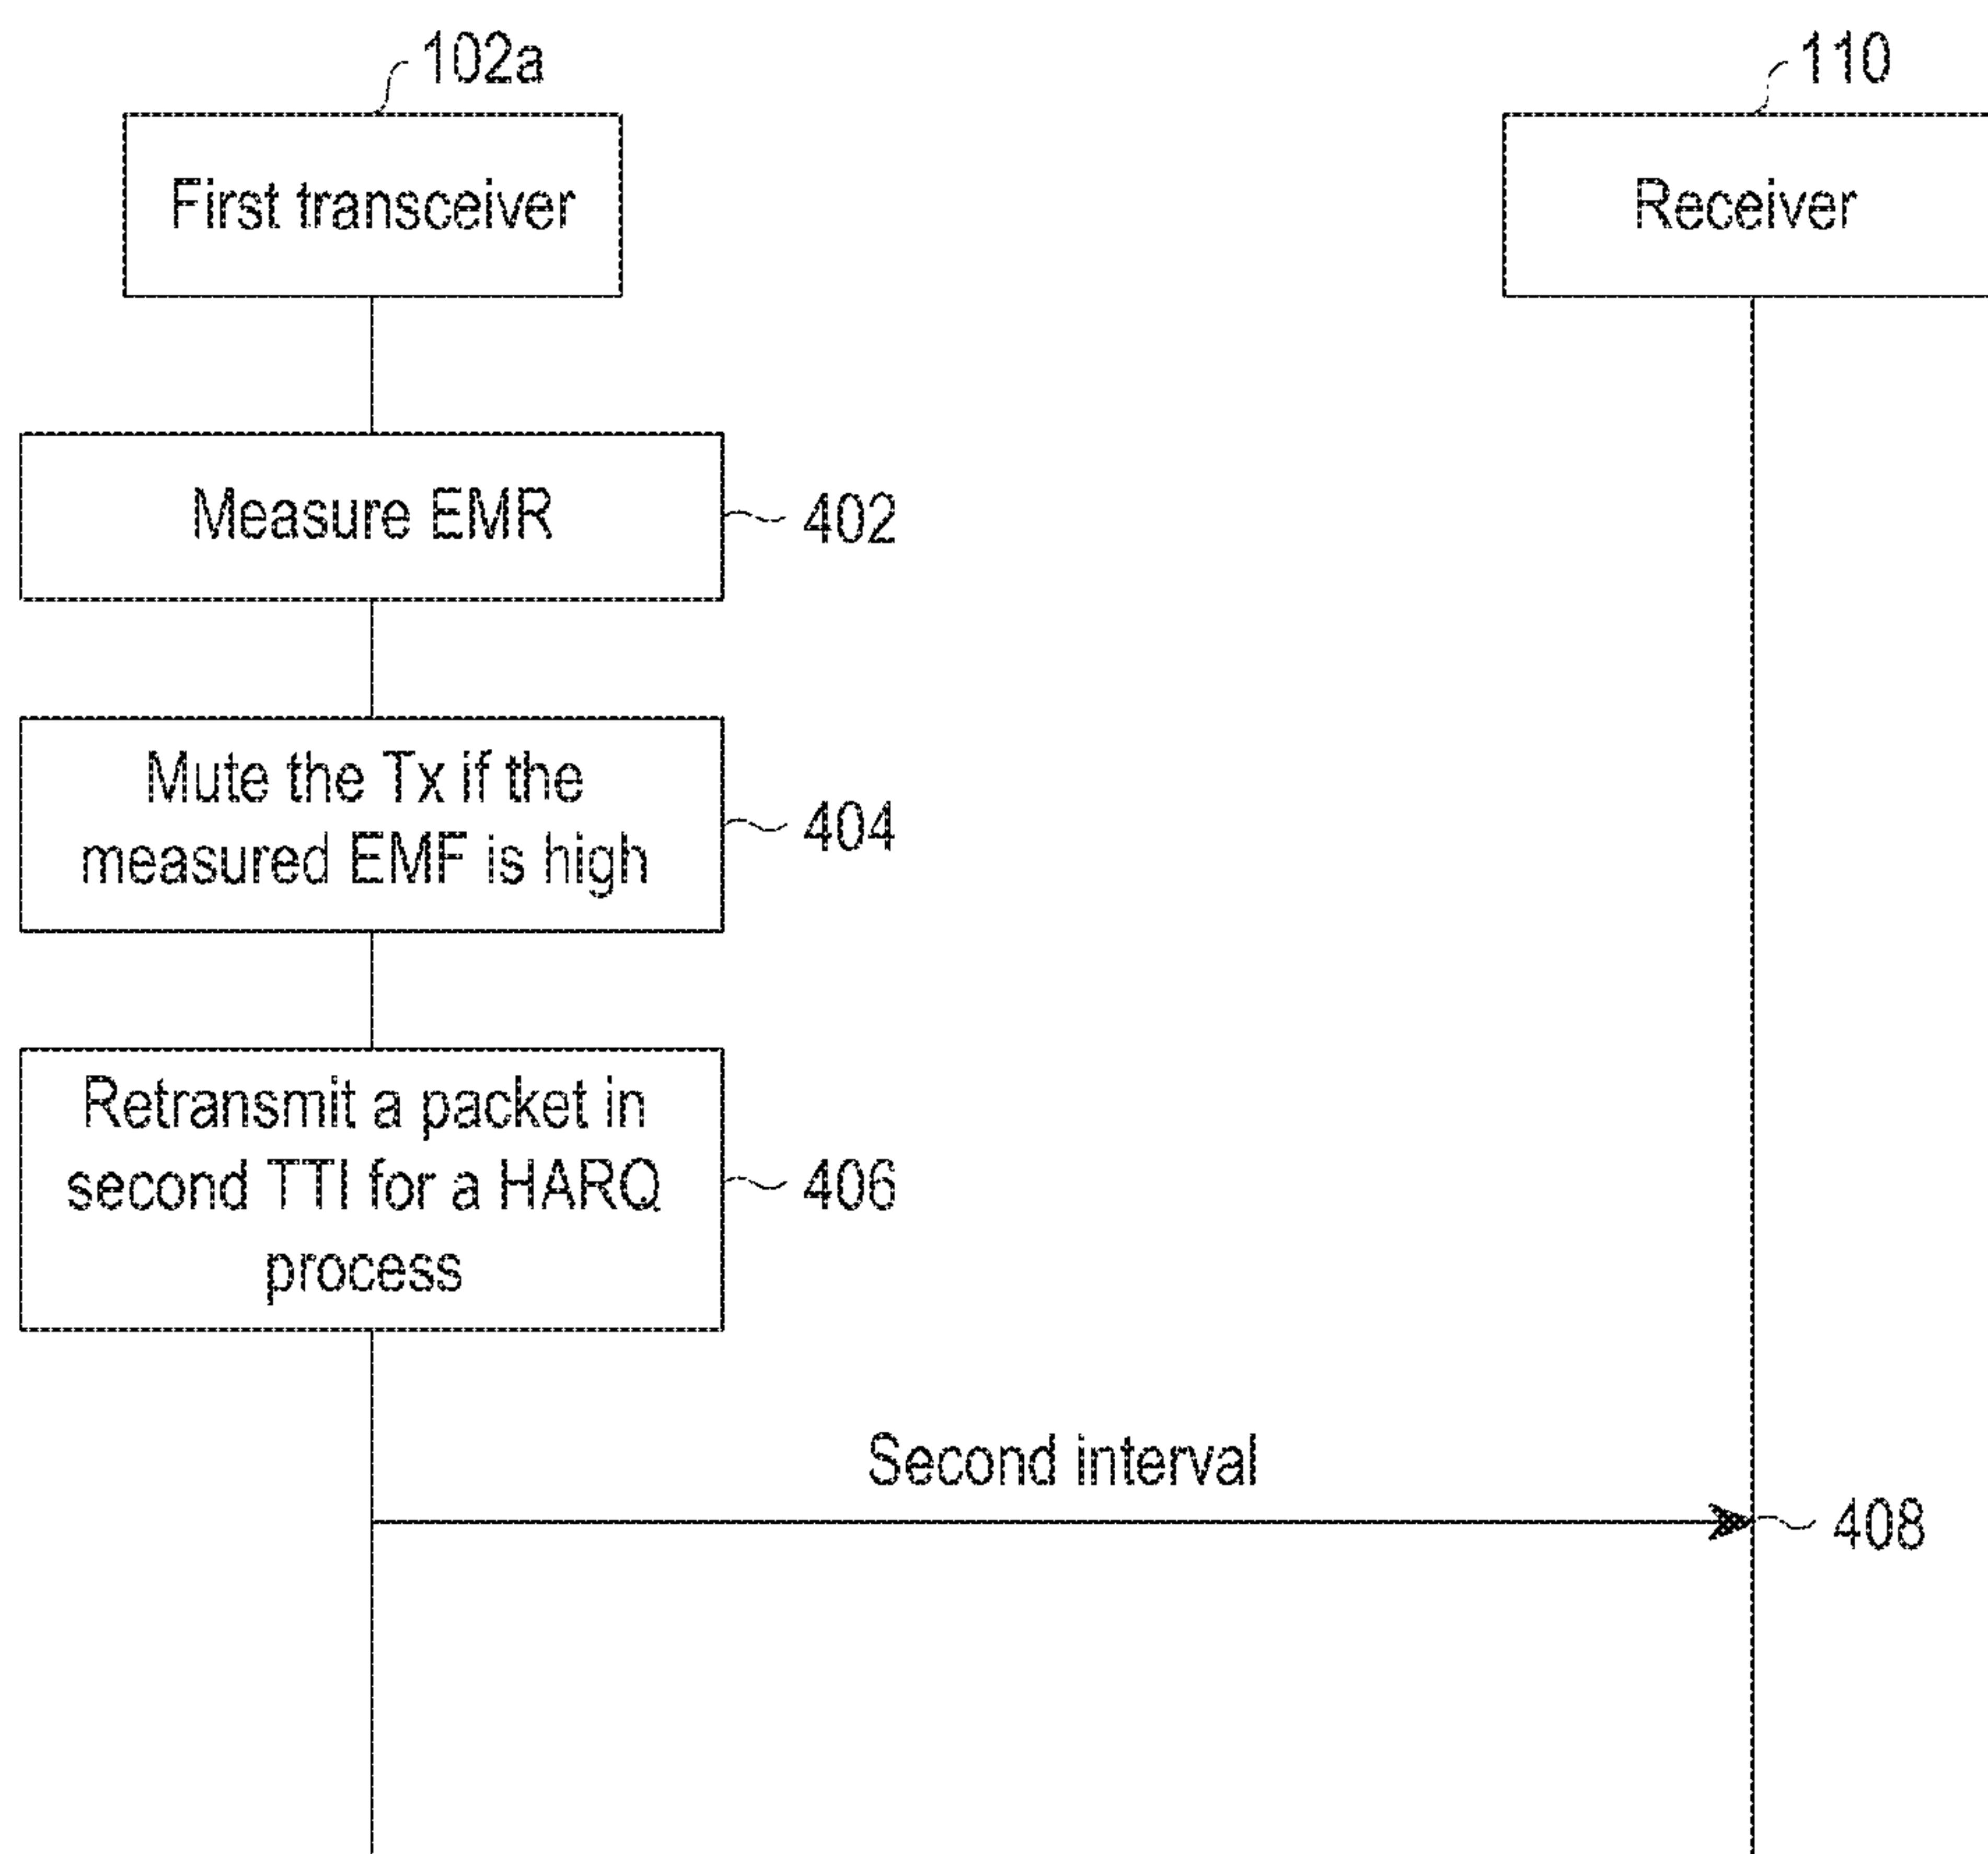 102a
110
First transceiver
Receiver
Measure EMR
402
Mute the Tx if the
measured EMF is high
404
Retransmit a packet in
second TTI for a HARQ
process
406
Second interval
408